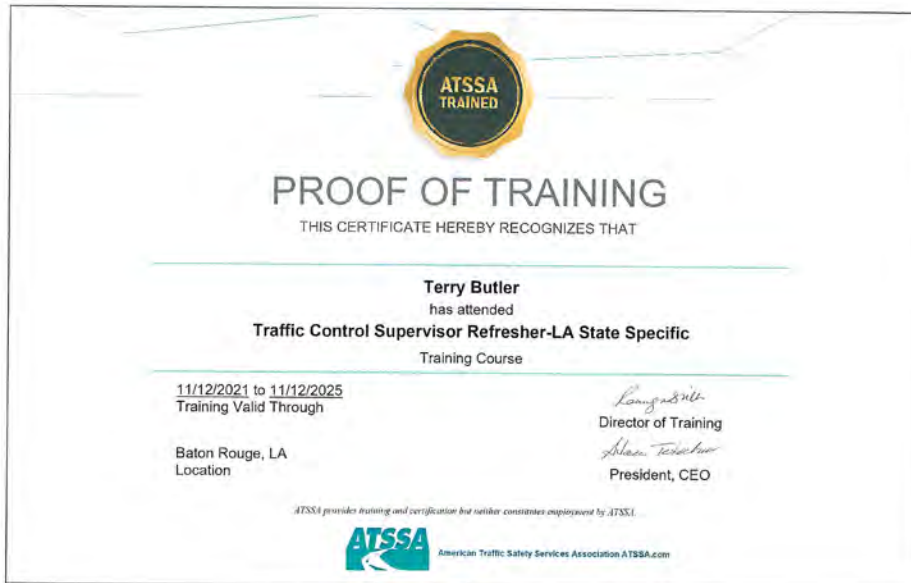 ATSSA
TRAINED
PROOF OF TRAINING
THIS CERTIFICATE HEREBY RECOGNIZES THAT
Terry Butler
has attended
Traffic Control Supervisor Refresher-LA State Specific
Training Course
11/12/2021 to 11/12/2025
Training Valid Through
Director of Training
Baton Rouge, LA
Location
President, CEO
ATSSA provides training and certification but neither constitutes employment by ATSSA.
ATSSA
American Traffic Safety Services Association ATSSA.com